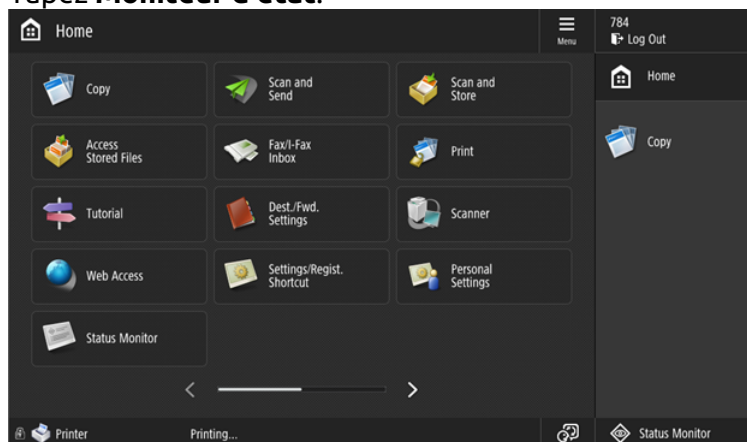 Tapez Moniteur d'état.
Home
Menu
784
Log Out
Copy
Scan and
Send
Scan and
Store
Home
Access
Stored Files
Fax/I-Fax
Inbox
Print
Copy
Tutorial
Dest./Fwd.
Settings
Scanner
Web Access
Settings/Regist.
Shortcut
Personal
Settings
Status Monitor
Printer
Printing...
Status Monitor